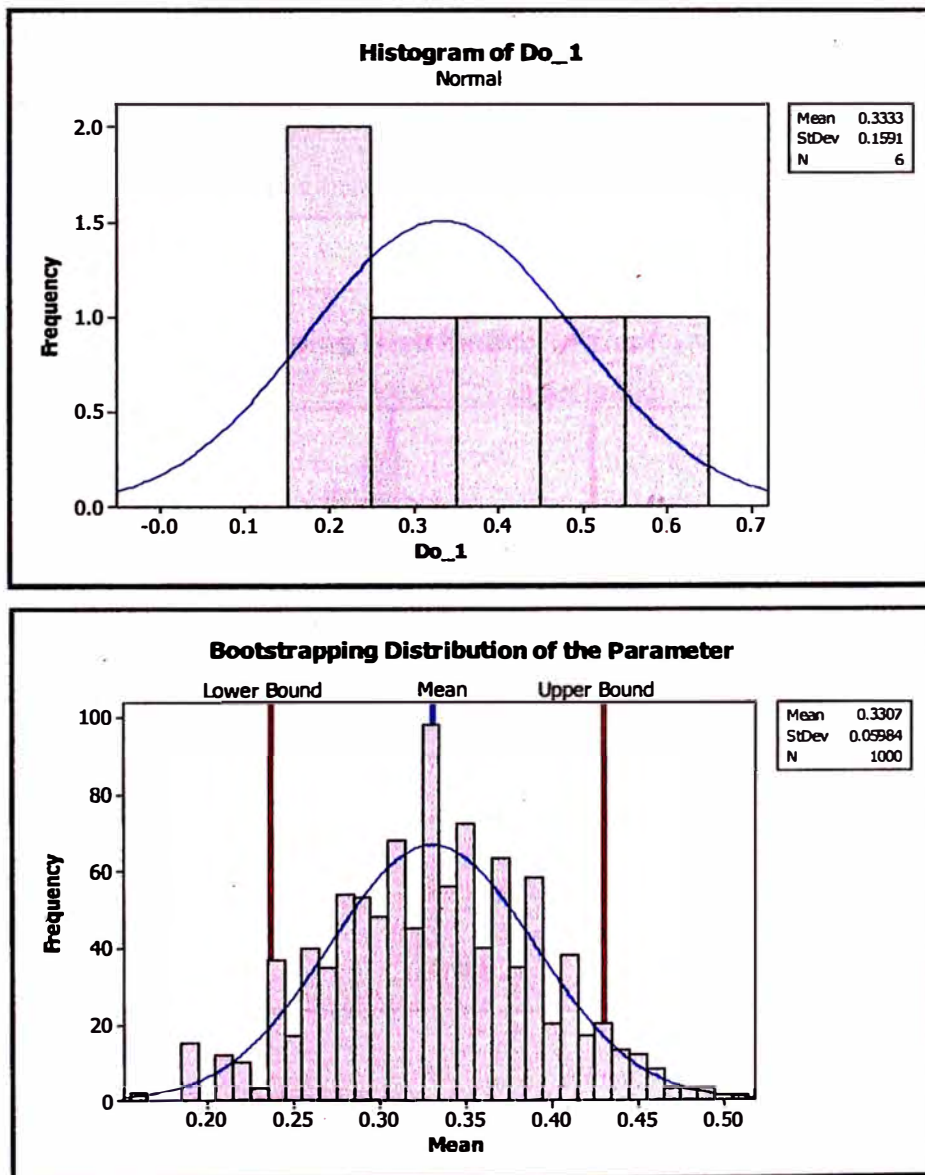 Histogram of Do_1
Normal
Mean 0.3333
StDev 0.1591
N 6
2.0
1.5
1.0
0.5
0.0
Frequency
-0.0 0.1 0.2 0.3 0.4 0.5 0.6 0.7
Do_1
Bootstrapping Distribution of the Parameter
Lower Bound Mean Upper Bound
Mean 0.3307
StDev 0.05984
N 1000
100
80
60
40
20
0
Frequency
0.20 0.25 0.30 0.35 0.40 0.45 0.50
Mean